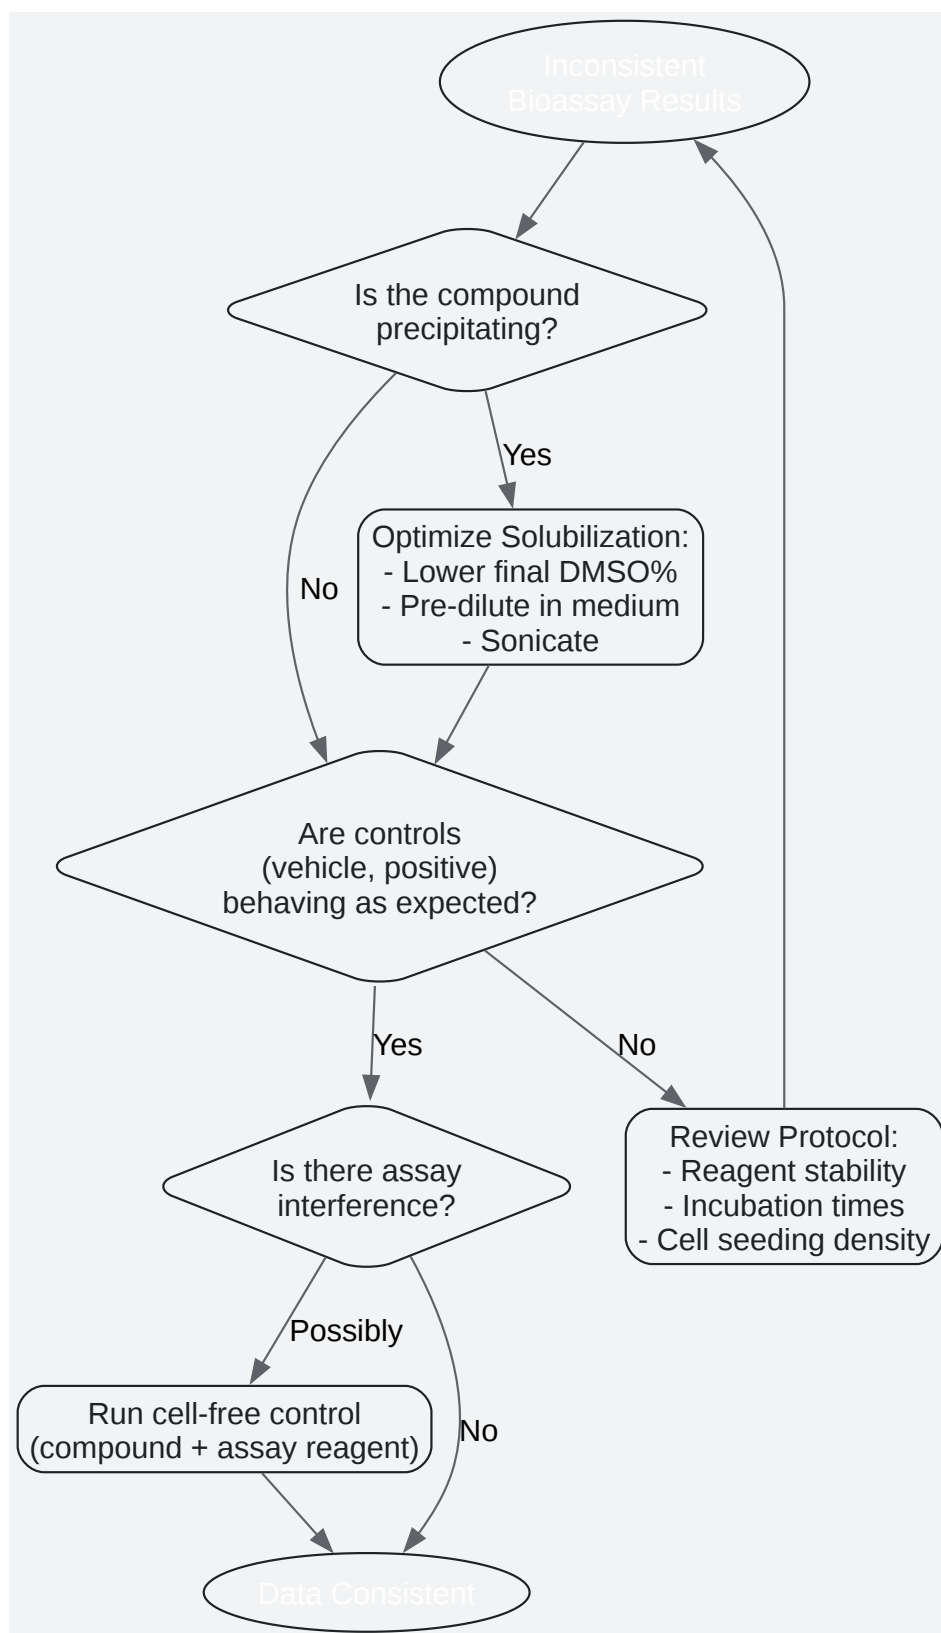 Inconsistent
Bioassay Results
Is the compound
precipitating?
Yes
No
Optimize Solubilization:
- Lower final DMSO%
- Pre-dilute in medium
- Sonicate
Are controls
(vehicle, positive)
behaving as expected?
Yes
No
Is there assay
interference?
Review Protocol:
- Reagent stability
- Incubation times
- Cell seeding density
Possibly
No
Run cell-free control
(compound + assay reagent)
Data Consistent